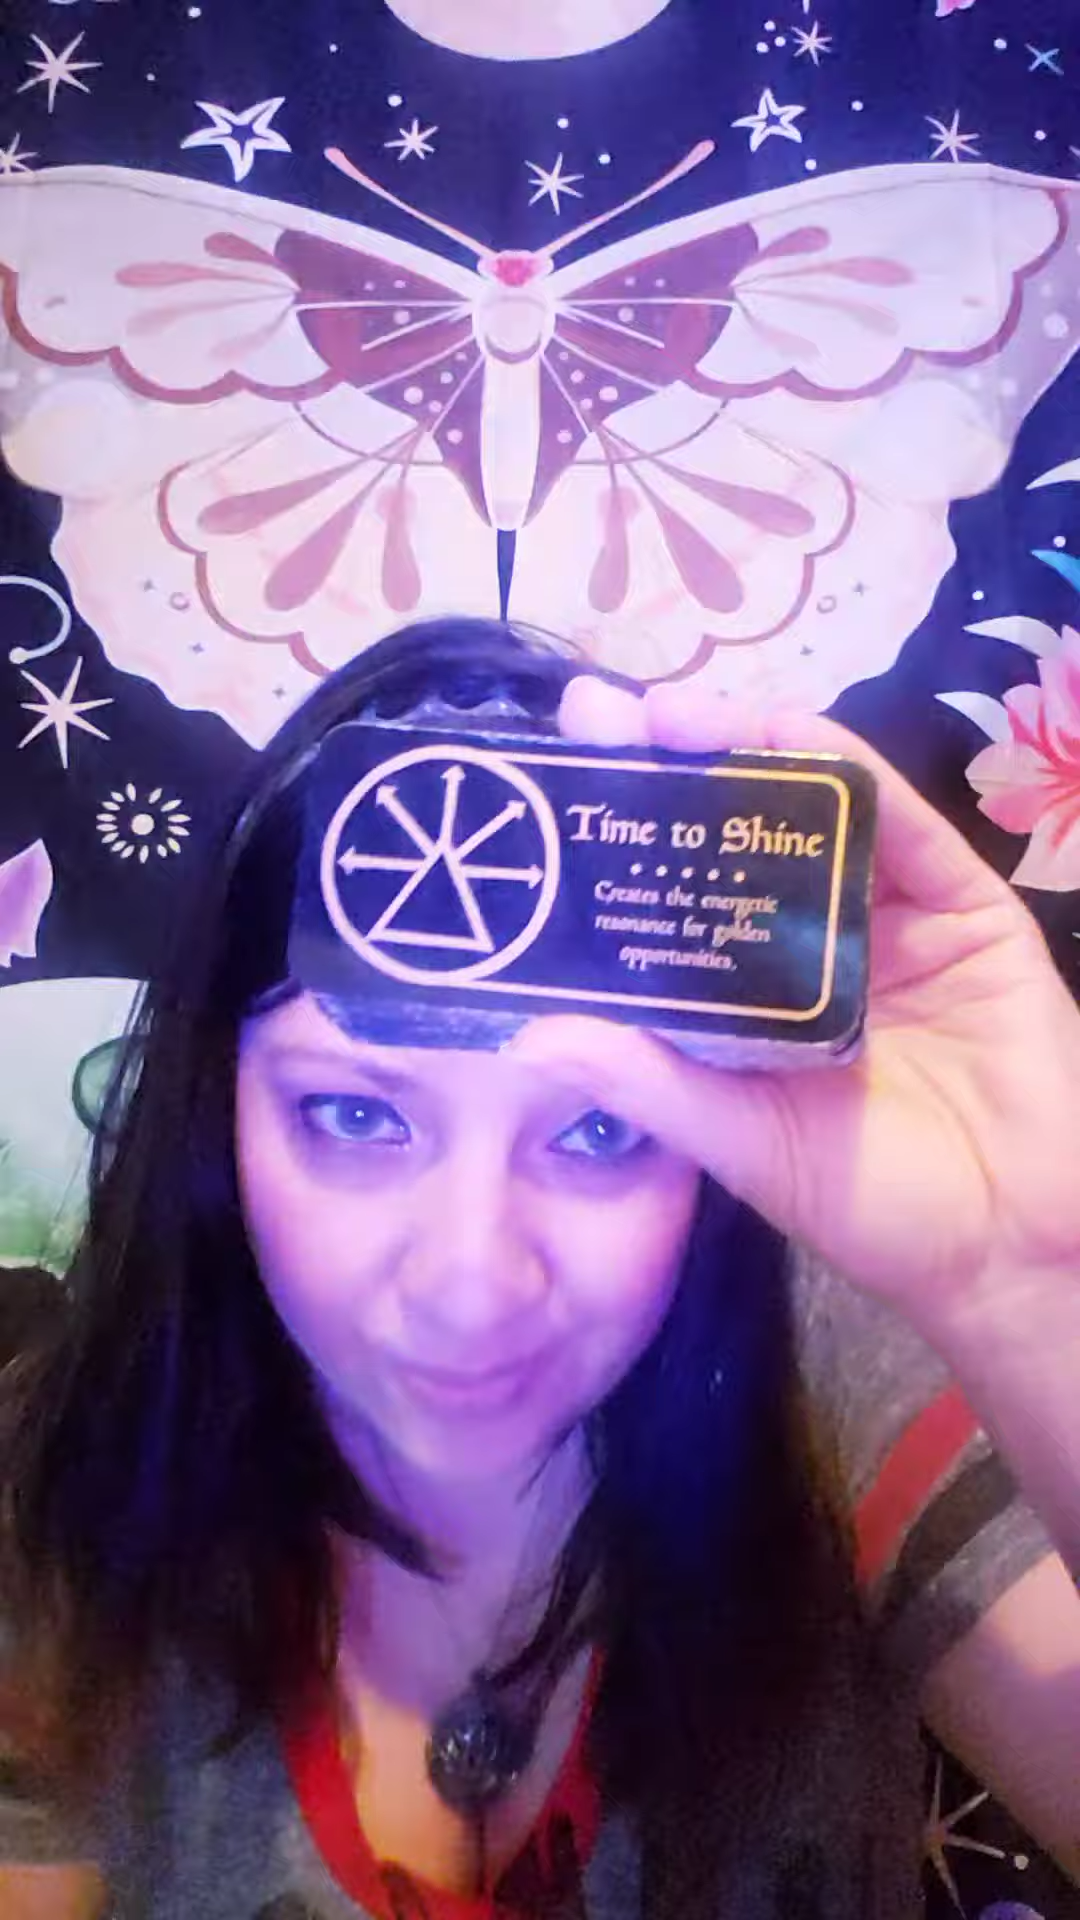 Time to Shine
Creates the energetic
resonance for golden
opportunities.